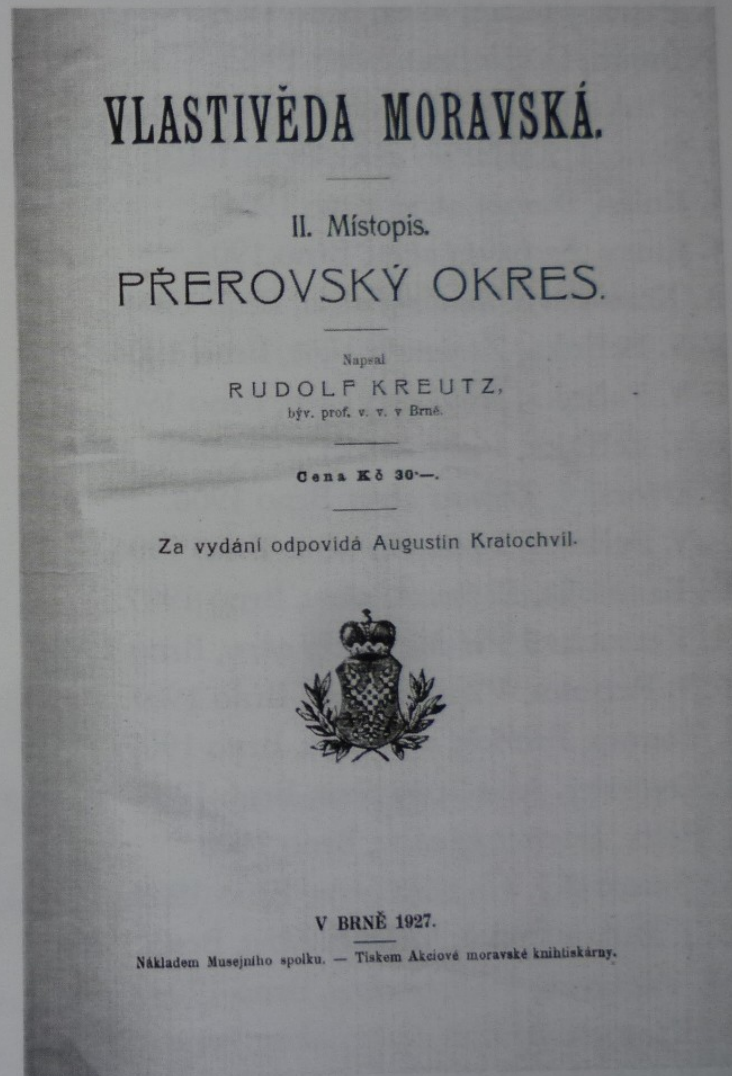 VLASTIVĚDA MORAVSKÁ.
II. Místopis.
PŘEROVSKÝ OKRES.
Napsal
RUDOLF KREUTZ,
býv. prof. v. v. v Brně.
Cena Kč 30·—.
Za vydání odpovídá Augustin Kratochvíl.
V BRNĚ 1927.
Nákladem Musejního spolku. — Tiskem Akciové moravské knihtiskárny.